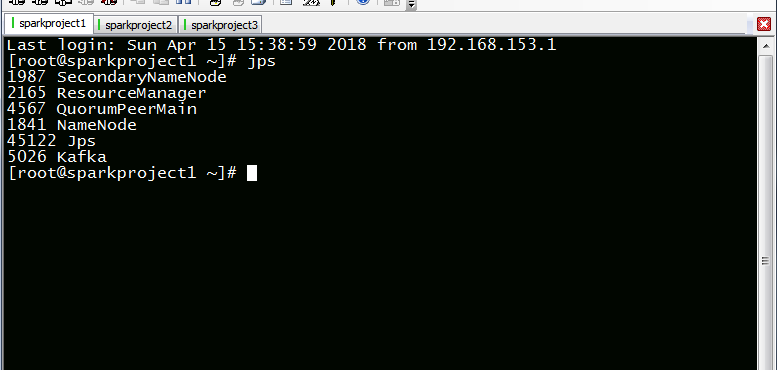 sparkproject1 sparkproject2 sparkproject3
Last login: Sun Apr 15 15:38:59 2018 from 192.168.153.1
[root@sparkproject1 ~]# jps
1987 SecondaryNameNode
2165 ResourceManager
4567 QuorumPeerMain
1841 NameNode
45122 Jps
5026 Kafka
[root@sparkproject1 ~]#